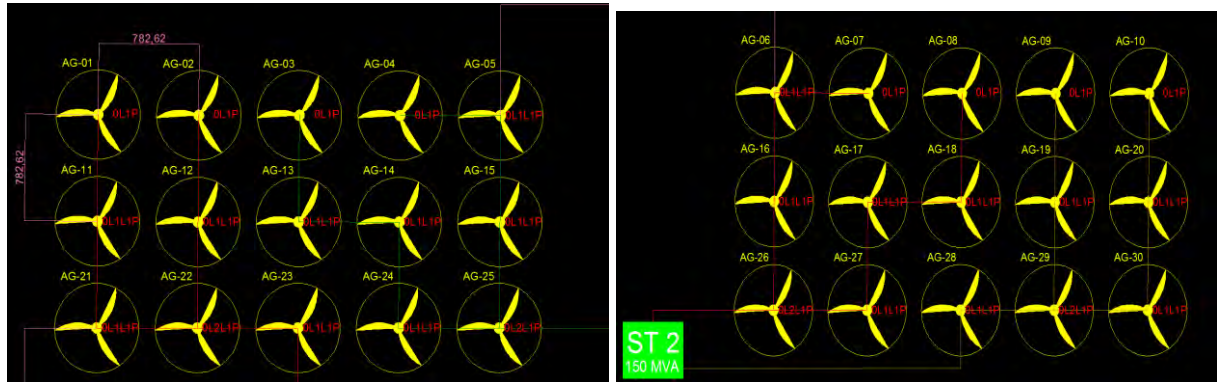 782,62
AG-01 AG-02 AG-03 AG-04 AG-05
0L1P 0L1P 0L1P 0L1P 0L1L1P
782,62
AG-11 AG-12 AG-13 AG-14 AG-15
0L1L1P 0L1L1P 0L1L1P 0L1L1P 0L1L1P
AG-21 AG-22 AG-23 AG-24 AG-25
0L1L1P 0L2L1P 0L1L1P 0L1L1P 0L2L1P
AG-06 AG-07 AG-08 AG-09 AG-10
0L1L1P 0L1P 0L1P 0L1P 0L1P
AG-16 AG-17 AG-18 AG-19 AG-20
0L1L1P 0L1L1P 0L1L1P 0L1L1P 0L1L1P
AG-26 AG-27 AG-28 AG-29 AG-30
0L2L1P 0L1L1P 0L1L1P 0L2L1P 0L1L1P
ST 2
150 MVA